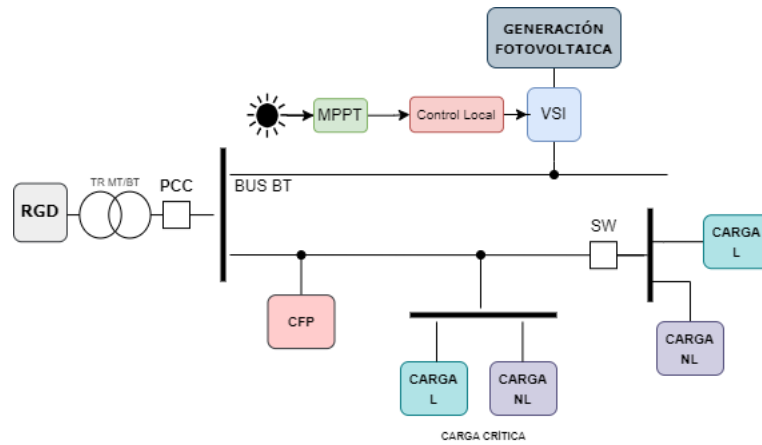 GENERACIÓN
FOTOVOLTAICA
MPPT
Control Local
VSI
TR MT/BT
PCC
BUS BT
RGD
SW
CARGA
L
CFP
CARGA
NL
CARGA
L
CARGA
NL
CARGA CRÍTICA